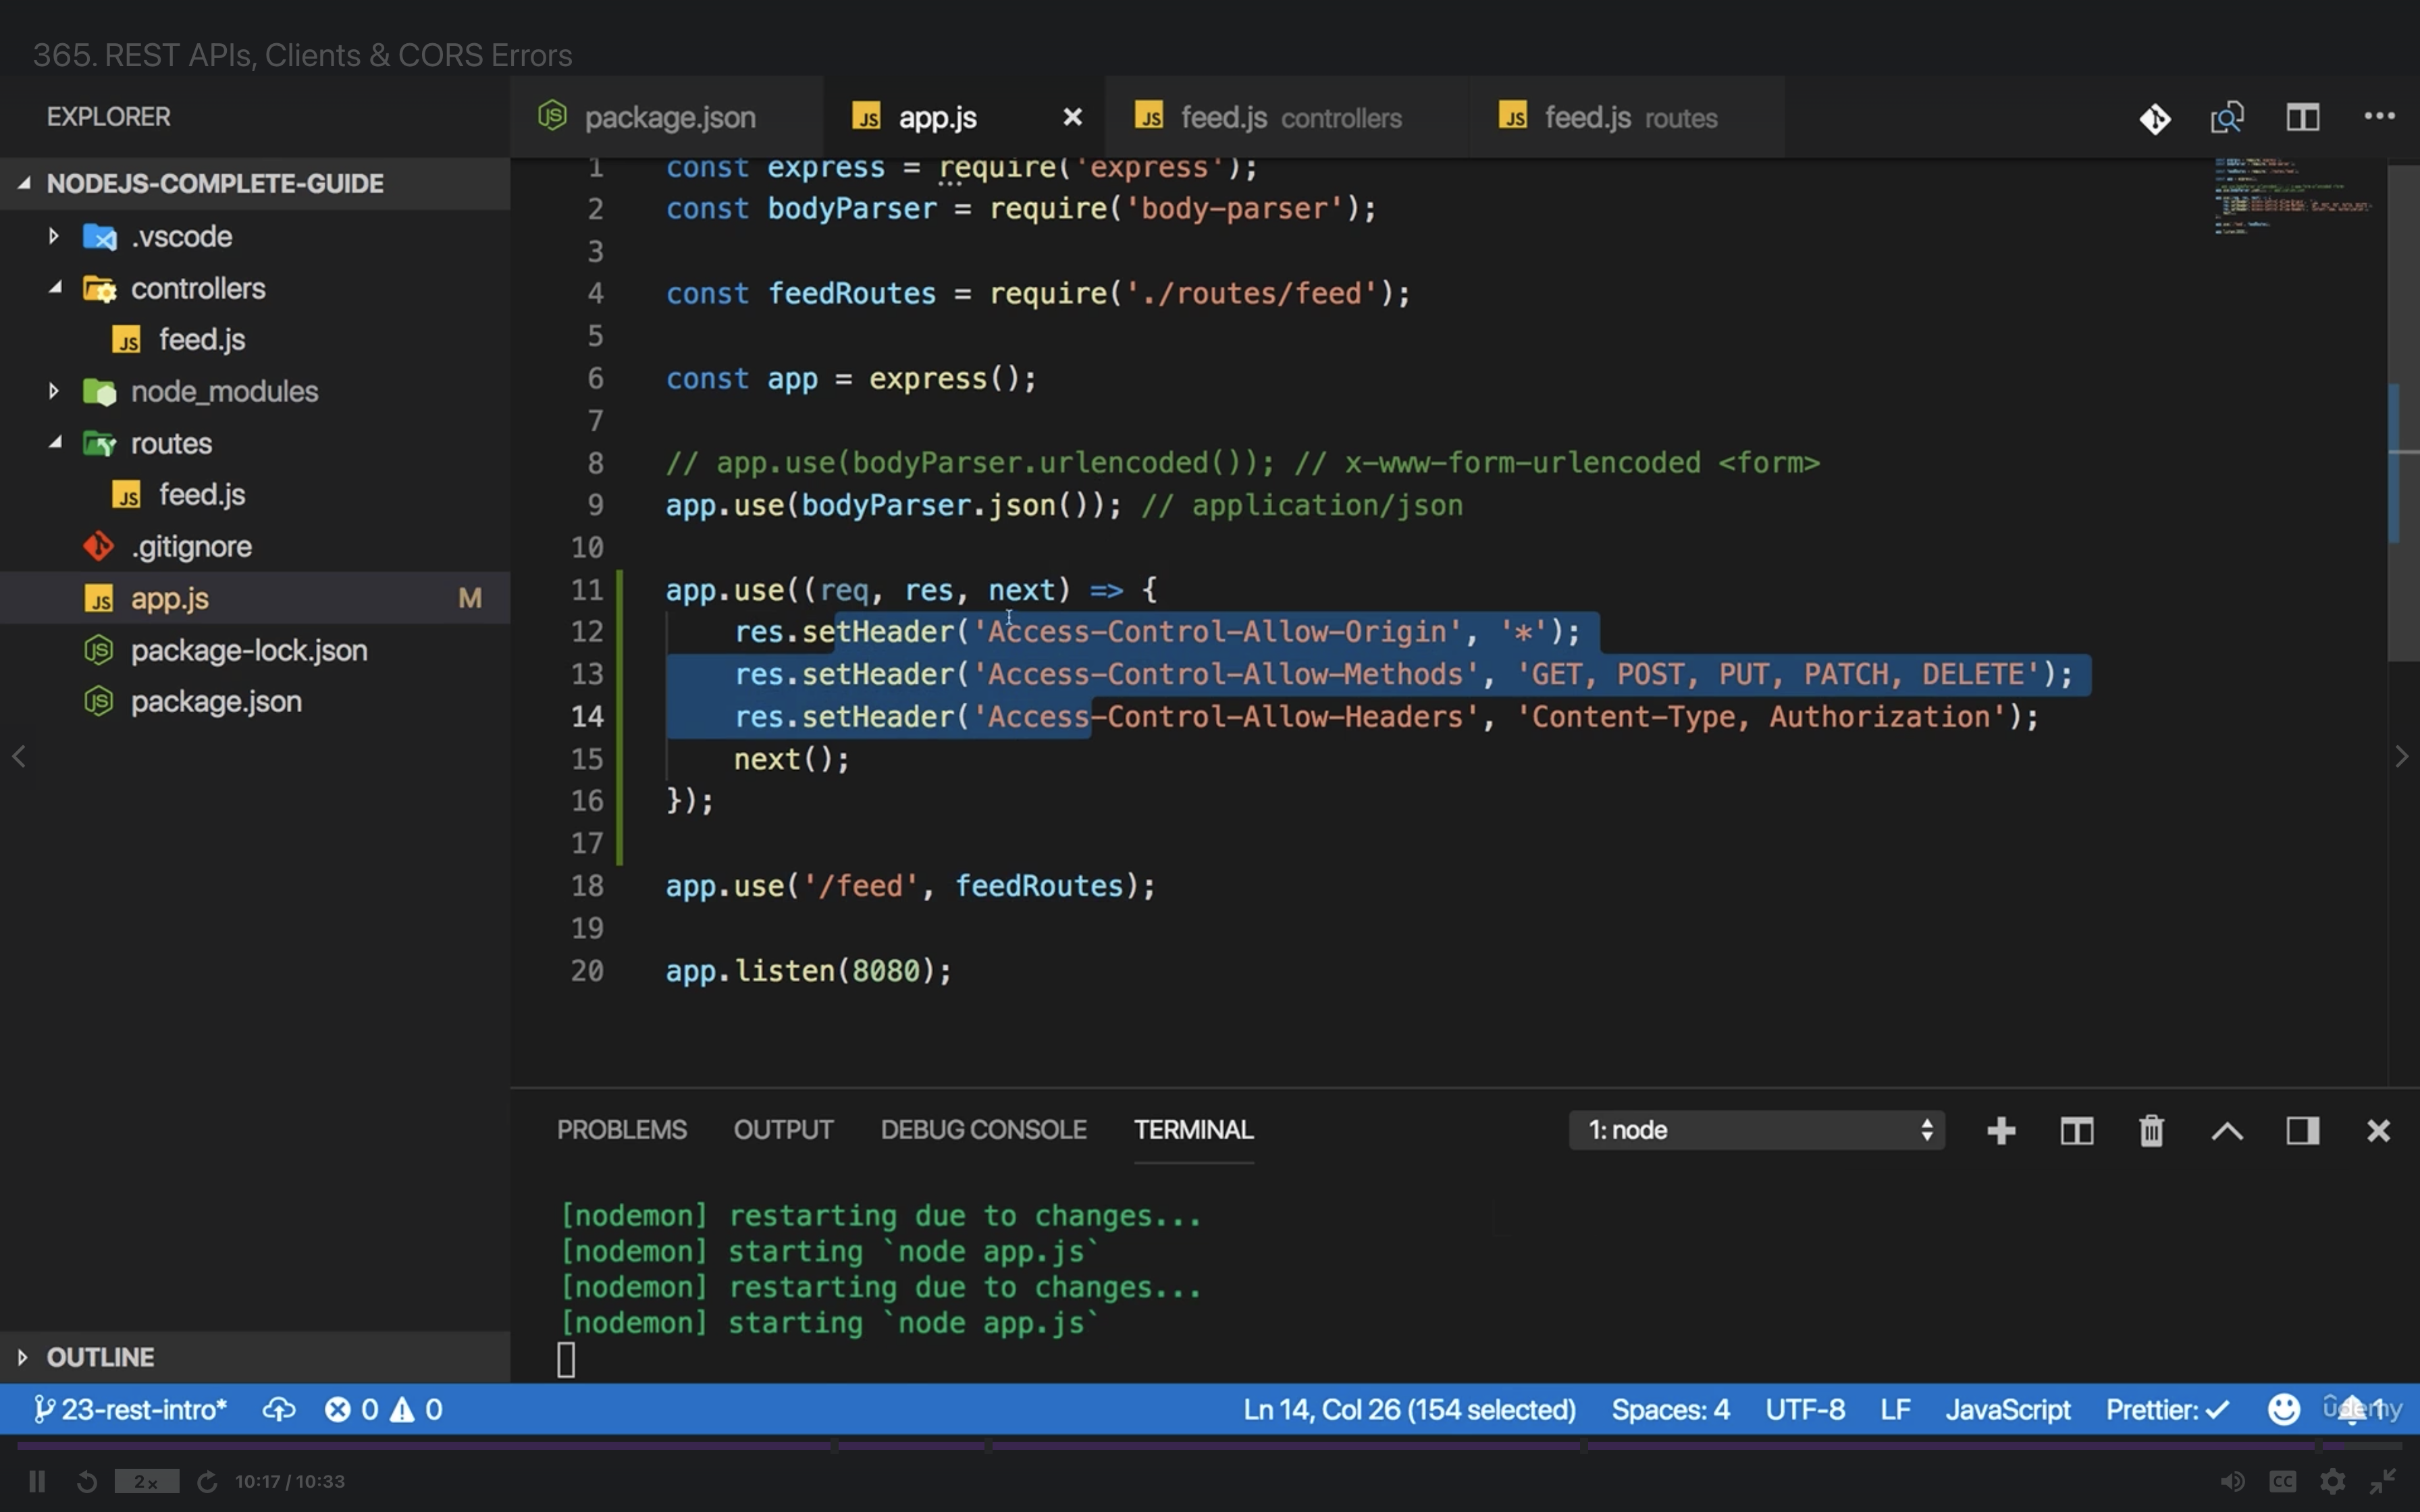 365. REST APIs, Clients & CORS Errors
EXPLORER
NODEJS-COMPLETE-GUIDE
.vscode
controllers
feed.js
node_modules
routes
feed.js
.gitignore
app.js M
package-lock.json
package.json
OUTLINE
package.json
app.js
feed.js controllers
feed.js routes
1 const express = require('express');
2 const bodyParser = require('body-parser');
3
4 const feedRoutes = require('./routes/feed');
5
6 const app = express();
7
8 // app.use(bodyParser.urlencoded()); // x-www-form-urlencoded <form>
9 app.use(bodyParser.json()); // application/json
10
11 app.use((req, res, next) => {
12 res.setHeader('Access-Control-Allow-Origin', '*');
13 res.setHeader('Access-Control-Allow-Methods', 'GET, POST, PUT, PATCH, DELETE');
14 res.setHeader('Access-Control-Allow-Headers', 'Content-Type, Authorization');
15 next();
16 });
17
18 app.use('/feed', feedRoutes);
19
20 app.listen(8080);
PROBLEMS OUTPUT DEBUG CONSOLE TERMINAL 1: node
[nodemon] restarting due to changes...
[nodemon] starting `node app.js`
[nodemon] restarting due to changes...
[nodemon] starting `node app.js`
23-rest-intro* 0 0 Ln 14, Col 26 (154 selected) Spaces: 4 UTF-8 LF JavaScript Prettier: 1
udemy
2x 10:17 / 10:33 CC